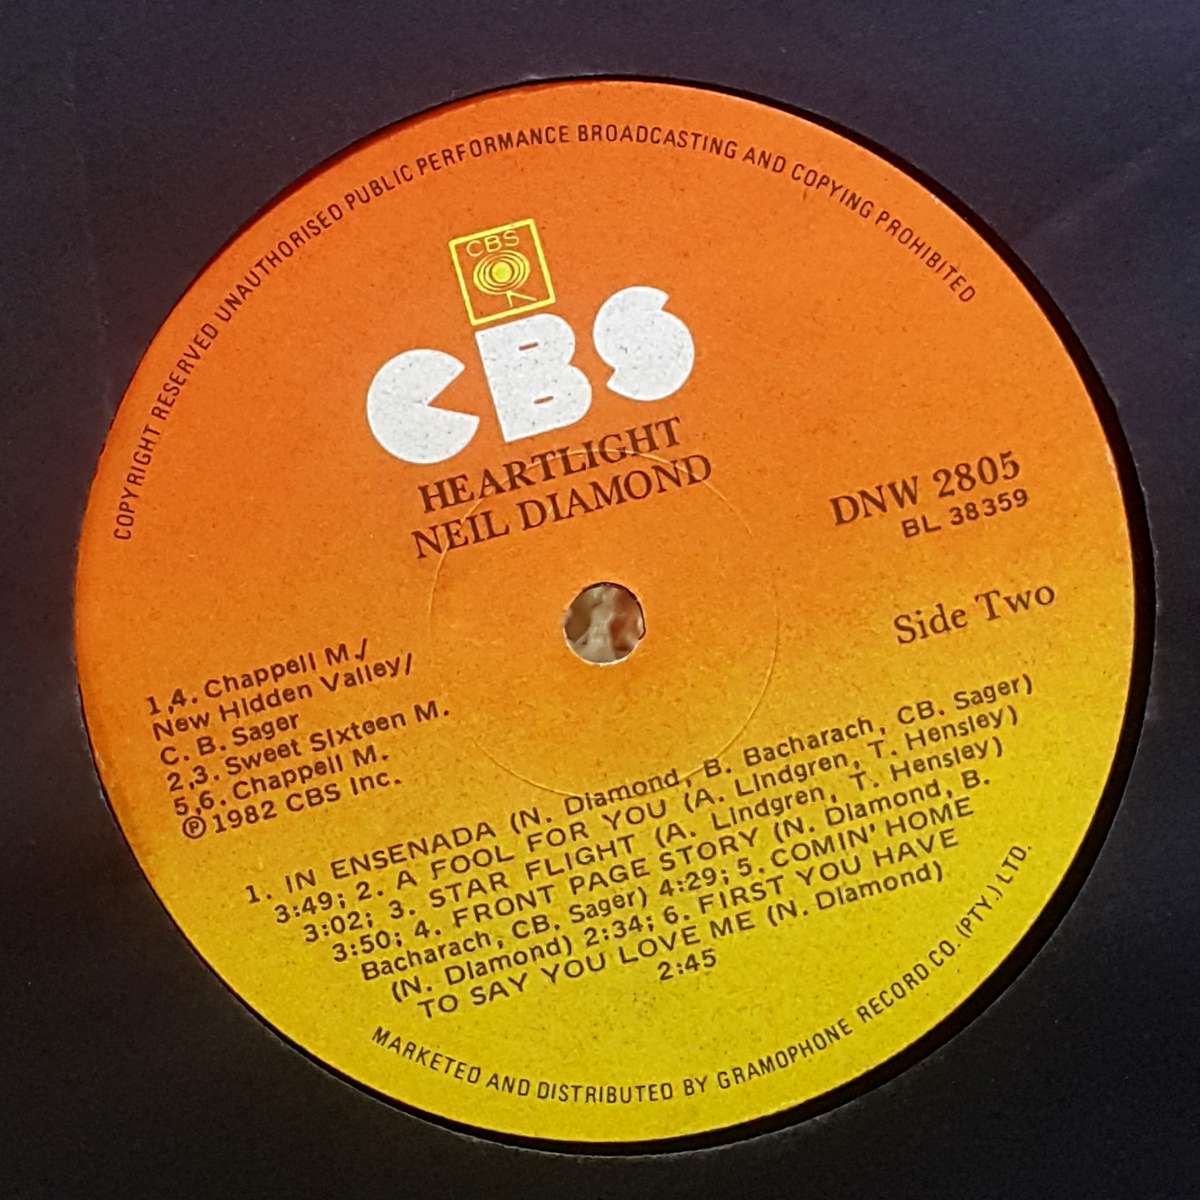 COPYRIGHT RESERVED UNAUTHORISED PUBLIC PERFORMANCE BROADCASTING AND COPYING PROHIBITED
CBS
CBS
HEARTLIGHT
NEIL DIAMOND
DNW 2805
BL 38359
Side Two
1,4. Chappell M./
New Hidden Valley/
C. B. Sager
2,3. Sweet Sixteen M.
5,6. Chappell M.
℗1982 CBS Inc.
1. IN ENSENADA (N. Diamond, B. Bacharach, CB. Sager)
3:49; 2. A FOOL FOR YOU (A. Lindgren, T. Hensley)
3:02; 3. STAR FLIGHT (A. Lindgren, T. Hensley)
3:50; 4. FRONT PAGE STORY (N. Diamond, B.
Bacharach, CB. Sager) 4:29; 5. COMIN' HOME
(N. Diamond) 2:34; 6. FIRST YOU HAVE
TO SAY YOU LOVE ME (N. Diamond)
2:45
MARKETED AND DISTRIBUTED BY GRAMOPHONE RECORD CO. (PTY.) LTD.